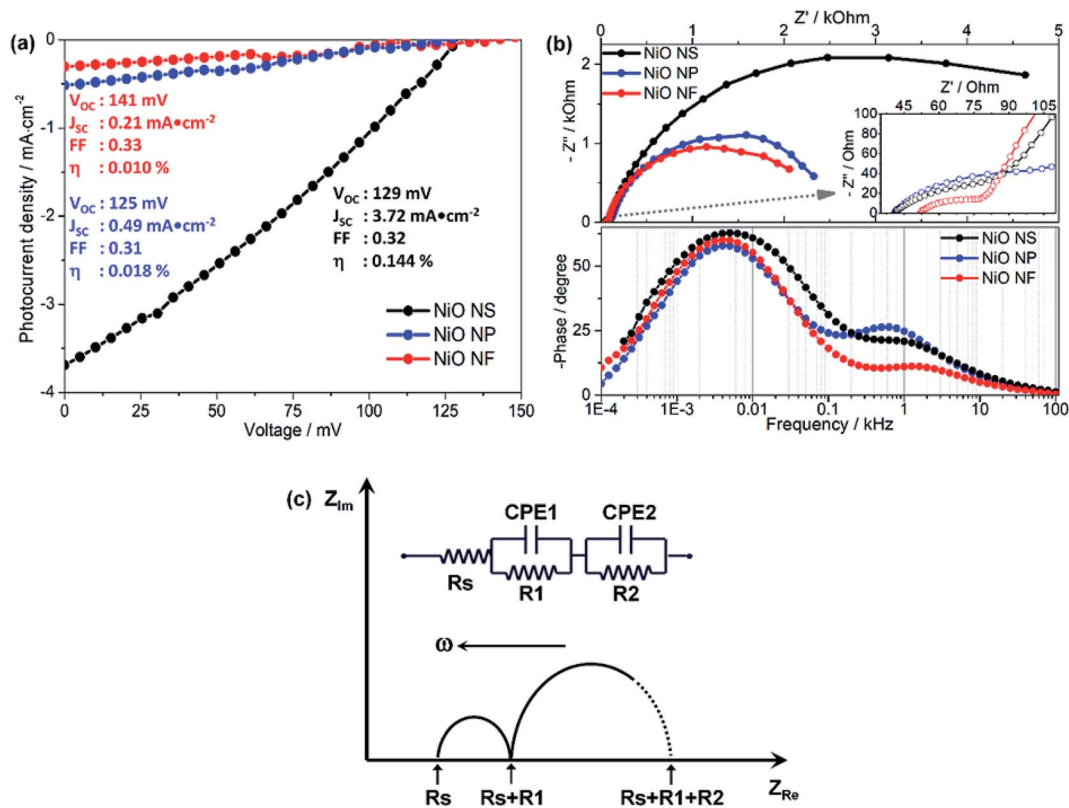 (a)
0
-1
-2
-3
-4
Photocurrent density / mA·cm⁻²
V_OC : 141 mV
J_SC : 0.21 mA•cm⁻²
FF : 0.33
η : 0.010 %
V_OC : 125 mV
J_SC : 0.49 mA•cm⁻²
FF : 0.31
η : 0.018 %
V_OC : 129 mV
J_SC : 3.72 mA•cm⁻²
FF : 0.32
η : 0.144 %
NiO NS
NiO NP
NiO NF
0 25 50 75 100 125 150
Voltage / mV
(b)
Z' / kOhm
0 1 2 3 4 5
NiO NS
NiO NP
NiO NF
2
1
0
- Z'' / kOhm
Z' / Ohm
45 60 75 90 105
100
80
60
40
20
0
- Z'' / Ohm
NiO NS
NiO NP
NiO NF
50
25
0
-Phase / degree
1E-4 1E-3 0.01 0.1 1 10 100
Frequency / kHz
(c)
Z_Im
CPE1 CPE2
Rs R1 R2
ω
Rs Rs+R1 Rs+R1+R2
Z_Re